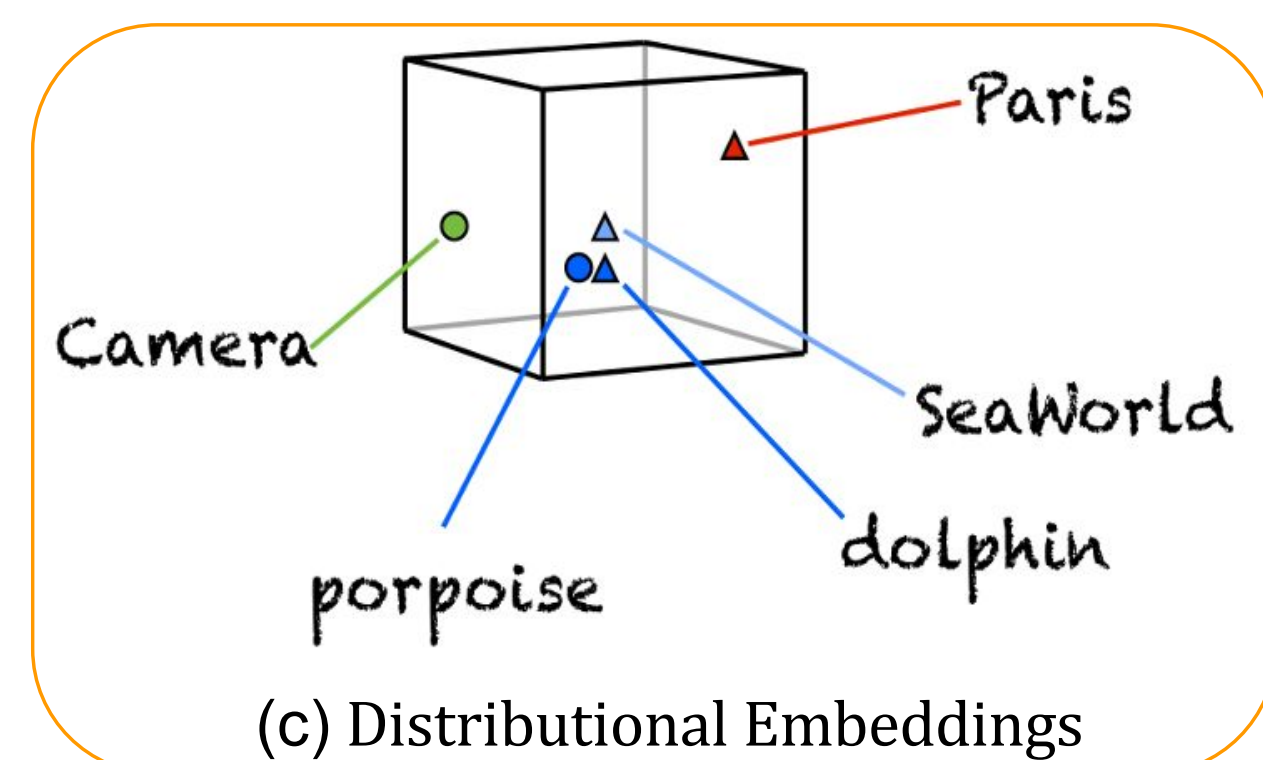 Paris
Camera
SeaWorld
dolphin
porpoise
(c) Distributional Embeddings